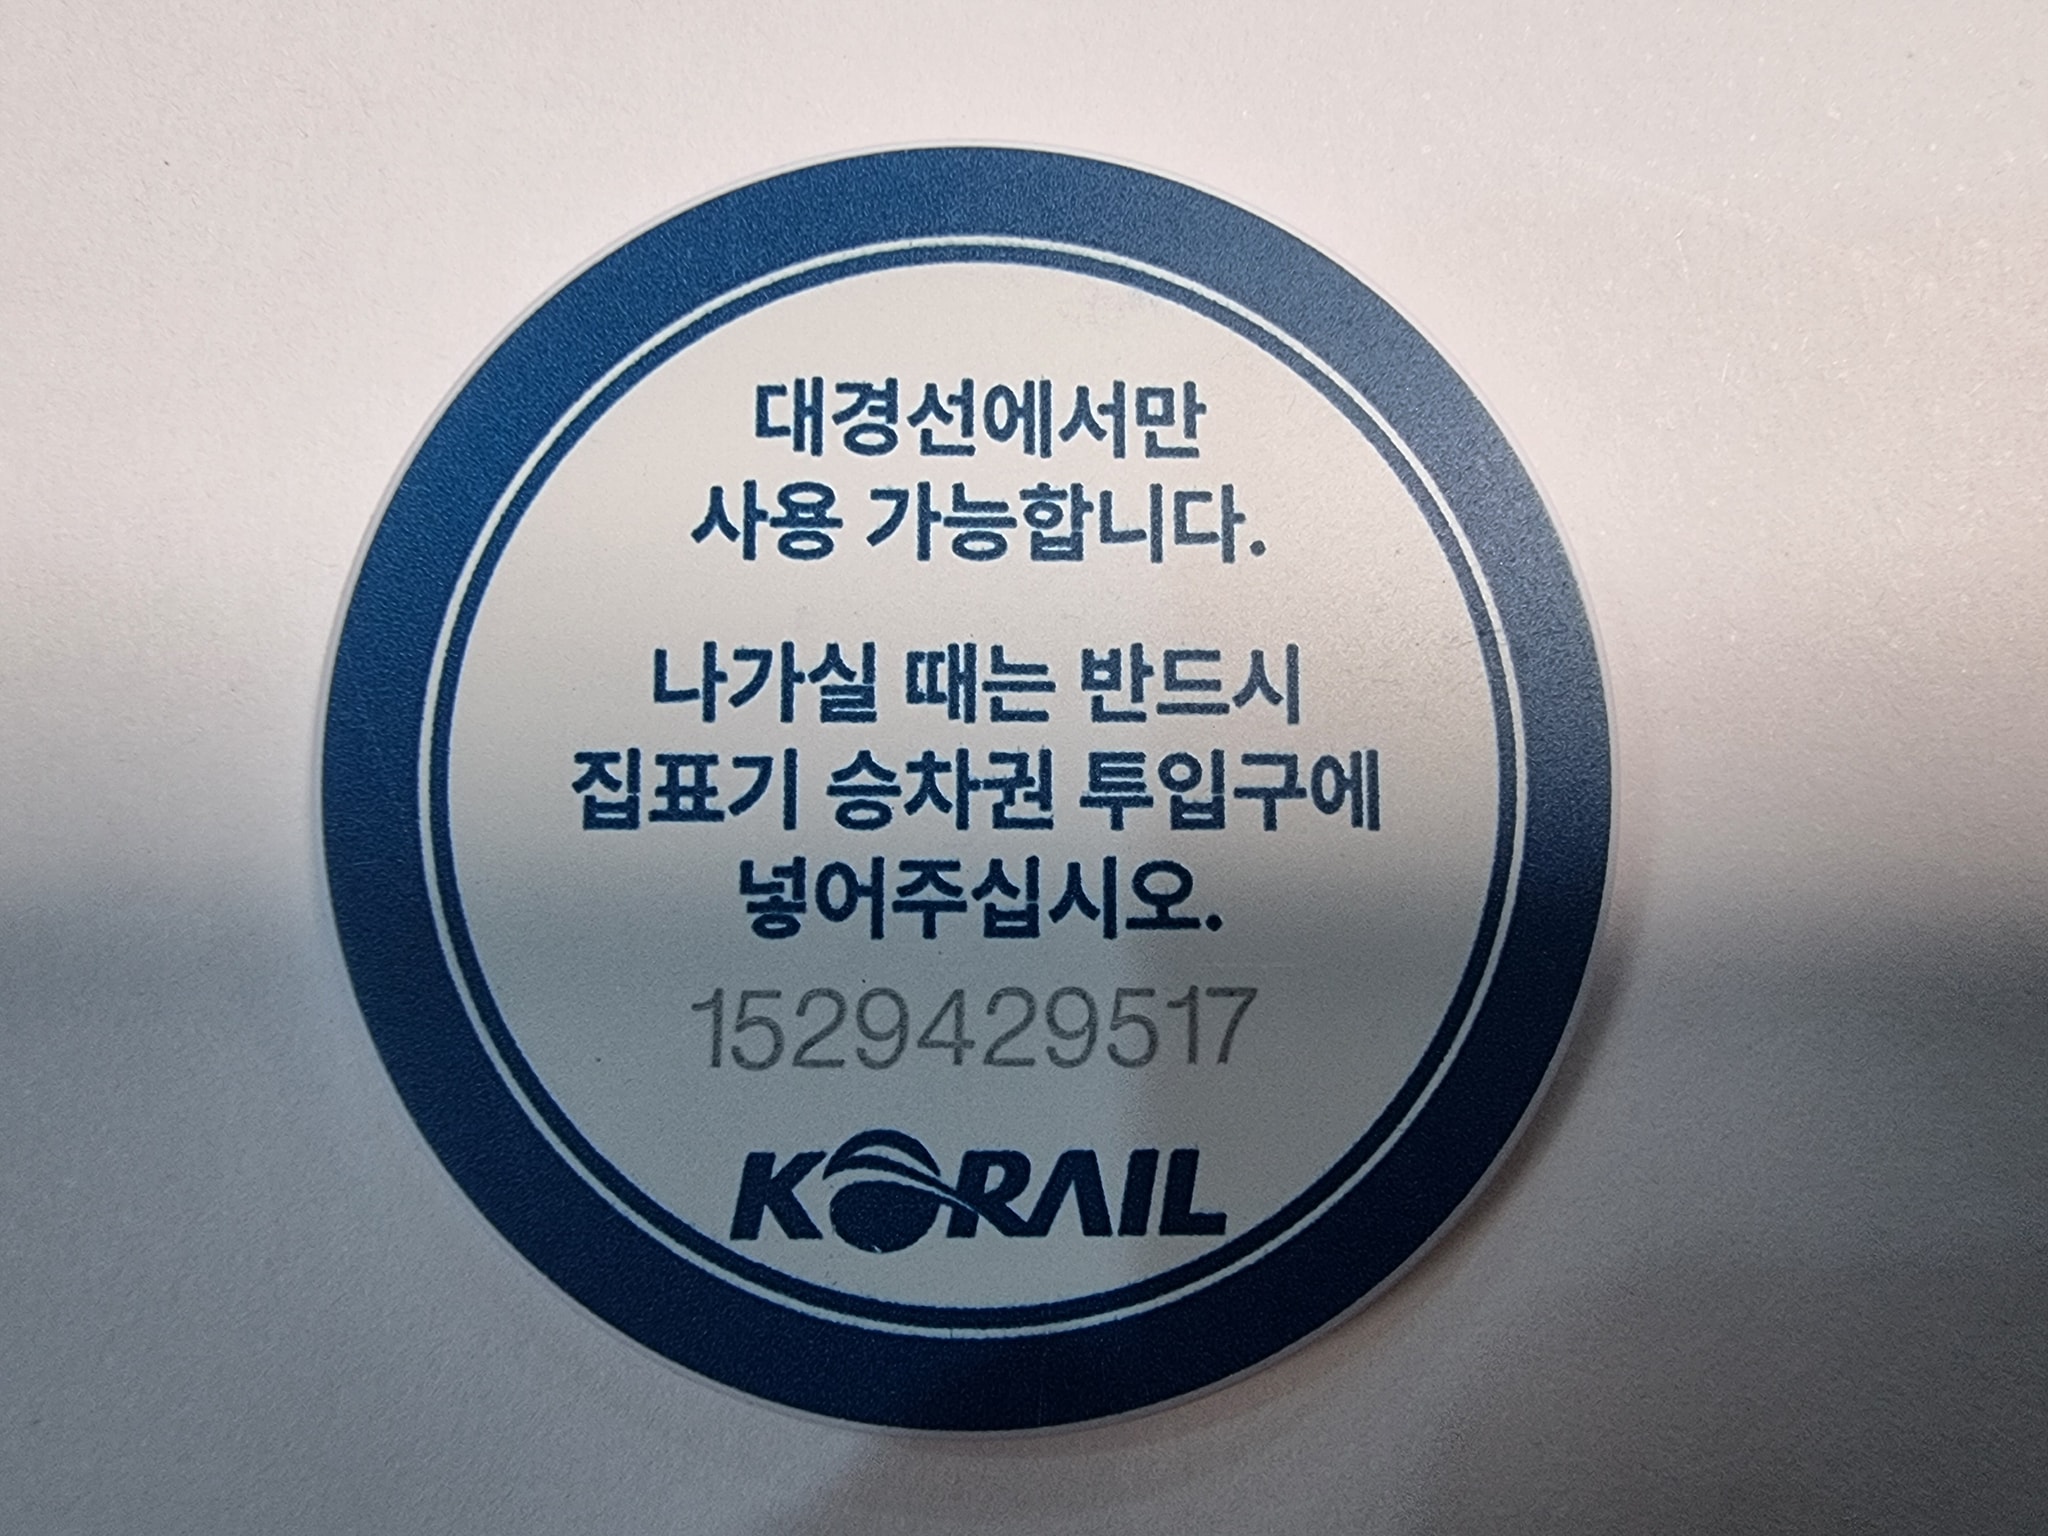 대경선에서만
사용 가능합니다.
나가실 때는 반드시
집표기 승차권 투입구에
넣어주십시오.
1529429517
KORAIL